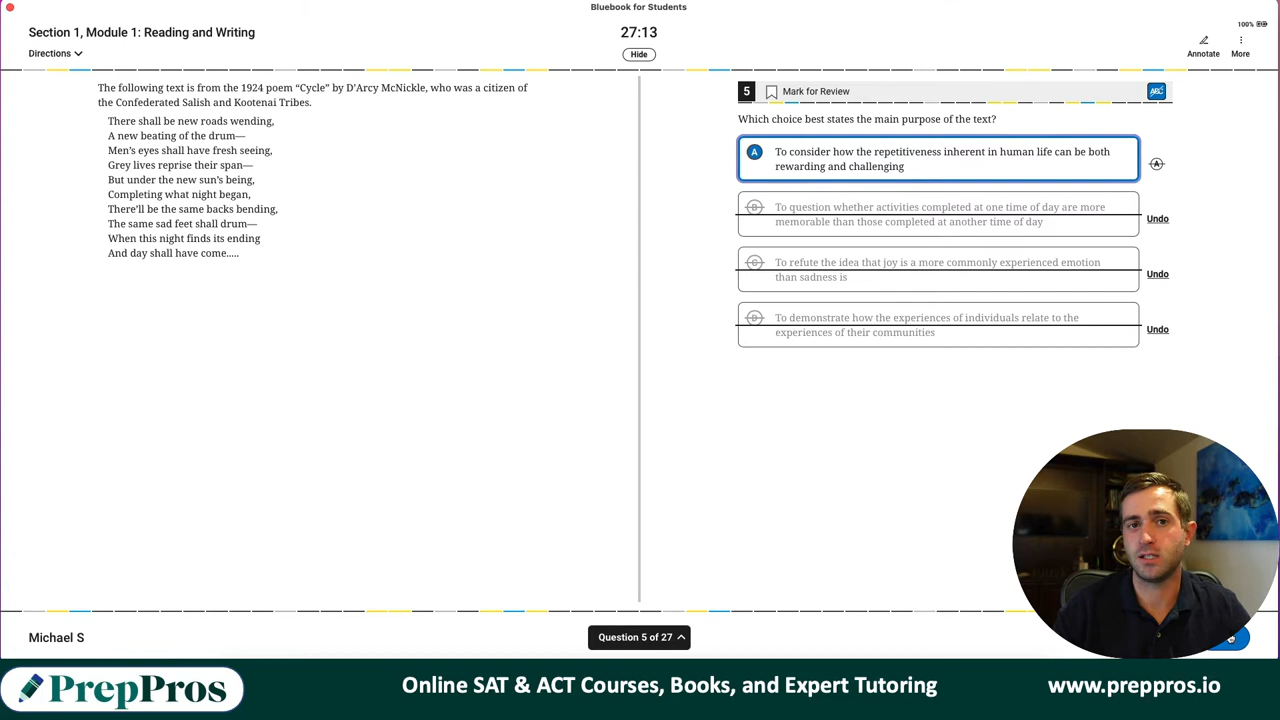 Bluebook for Students
Section 1, Module 1: Reading and Writing
27:13
100%
Directions
Hide
Annotate
More
The following text is from the 1924 poem “Cycle” by D’Arcy McNickle, who was a citizen of
the Confederated Salish and Kootenai Tribes.
There shall be new roads wending,
A new beating of the drum—
Men’s eyes shall have fresh seeing,
Grey lives reprise their span—
But under the new sun’s being,
Completing what night began,
There’ll be the same backs bending,
The same sad feet shall drum—
When this night finds its ending
And day shall have come.....
5
Mark for Review
ABC
Which choice best states the main purpose of the text?
A
To consider how the repetitiveness inherent in human life can be both
rewarding and challenging
A
B
To question whether activities completed at one time of day are more
memorable than those completed at another time of day
Undo
C
To refute the idea that joy is a more commonly experienced emotion
than sadness is
Undo
D
To demonstrate how the experiences of individuals relate to the
experiences of their communities
Undo
Michael S
Question 5 of 27
PrepPros
Online SAT & ACT Courses, Books, and Expert Tutoring
www.preppros.io